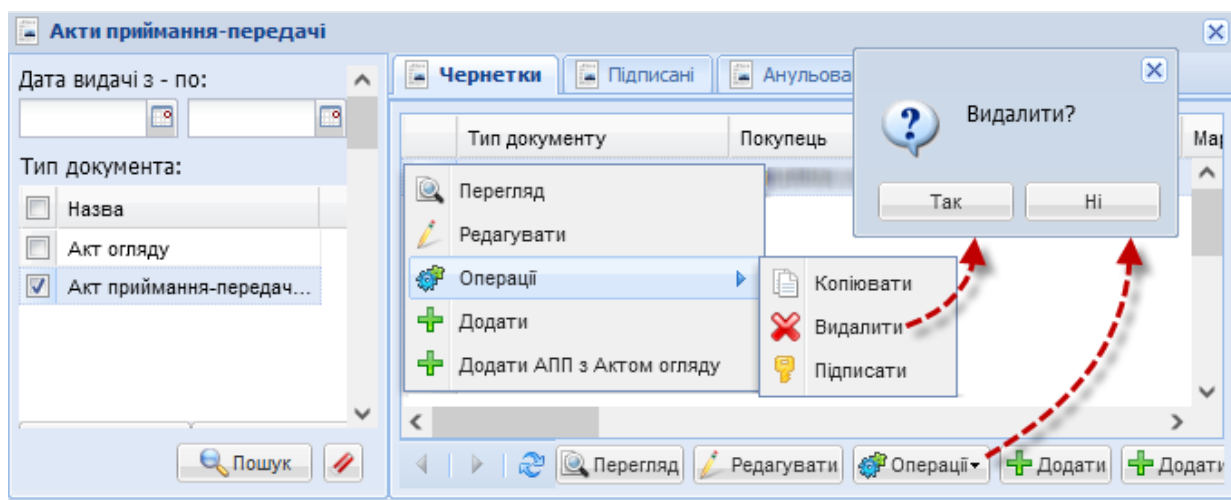 Акти приймання-передачі
Дата видачі з - по:
Тип документа:
Назва
Акт огляду
Акт приймання-передач...
Пошук
Чернетки
Підписані
Анульова
Тип документу
Покупець
Мар
Перегляд
Редагувати
Операції
Додати
Додати АПП з Актом огляду
Копіювати
Видалити
Підписати
Видалити?
Так
Ні
Перегляд
Редагувати
Операції
Додати
Додати